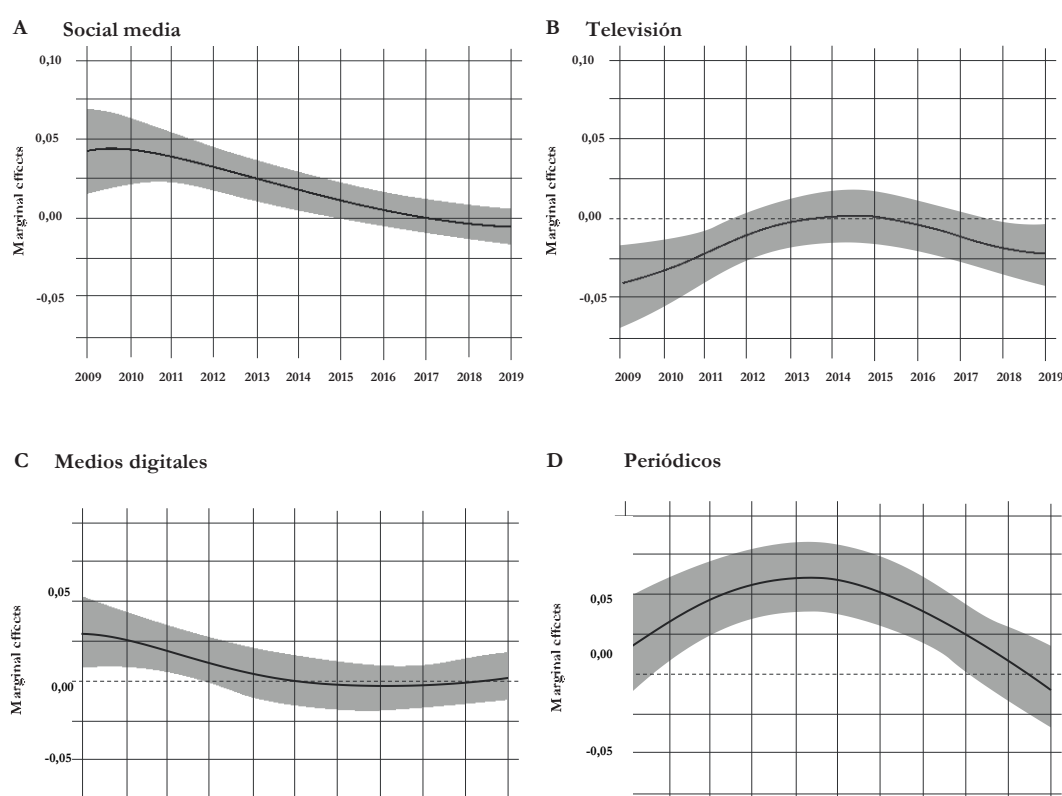 A Social media
0,10
0,05
0,00
-0,05
Marginal effects
2009 2010 2011 2012 2013 2014 2015 2016 2017 2018 2019
B Televisión
0,10
0,05
0,00
-0,05
Marginal effects
2009 2010 2011 2012 2013 2014 2015 2016 2017 2018 2019
C Medios digitales
0,05
0,00
-0,05
Marginal effects
D Periódicos
0,05
0,00
-0,05
Marginal effects